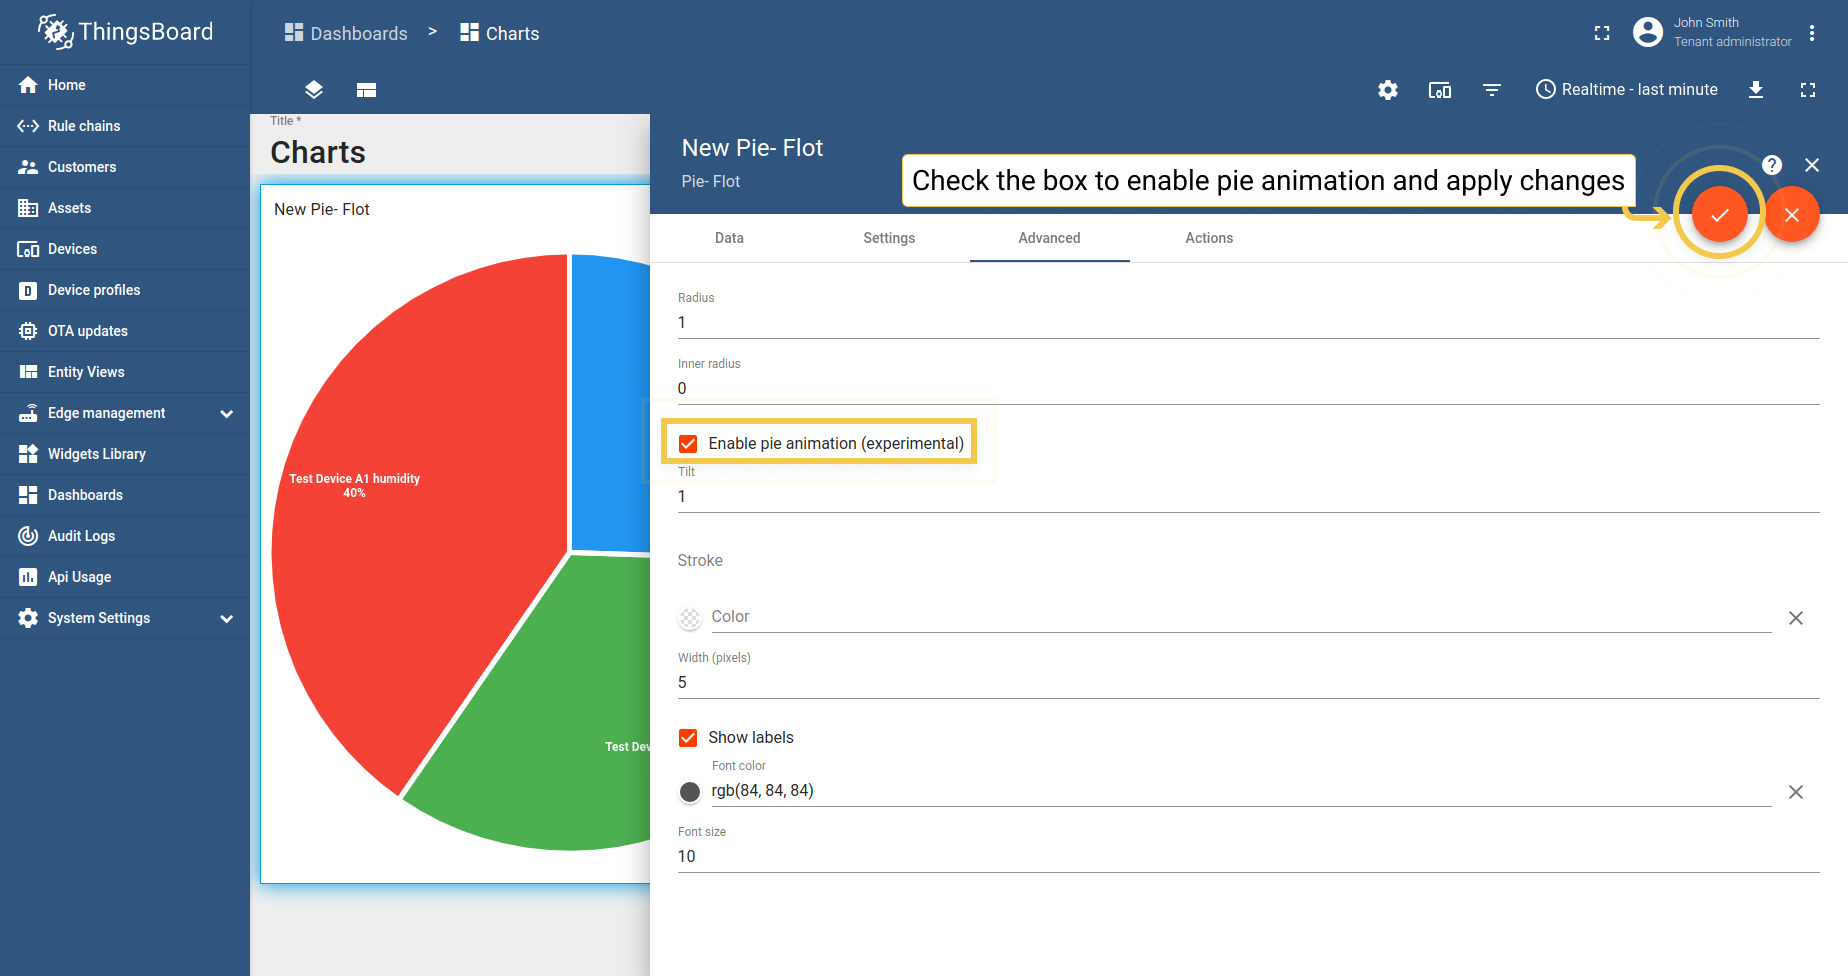 ThingsBoard
Dashboards > Charts
John Smith
Tenant administrator
Home
Rule chains
Customers
Assets
Devices
Device profiles
OTA updates
Entity Views
Edge management
Widgets Library
Dashboards
Audit Logs
Api Usage
System Settings
Realtime - last minute
Title *
Charts
New Pie- Flot
Test Device A1 humidity
40%
Test Dev
New Pie- Flot
Pie- Flot
Check the box to enable pie animation and apply changes
Data Settings Advanced Actions
Radius
1
Inner radius
0
Enable pie animation (experimental)
Tilt
1
Stroke
Color
Width (pixels)
5
Show labels
Font color
rgb(84, 84, 84)
Font size
10